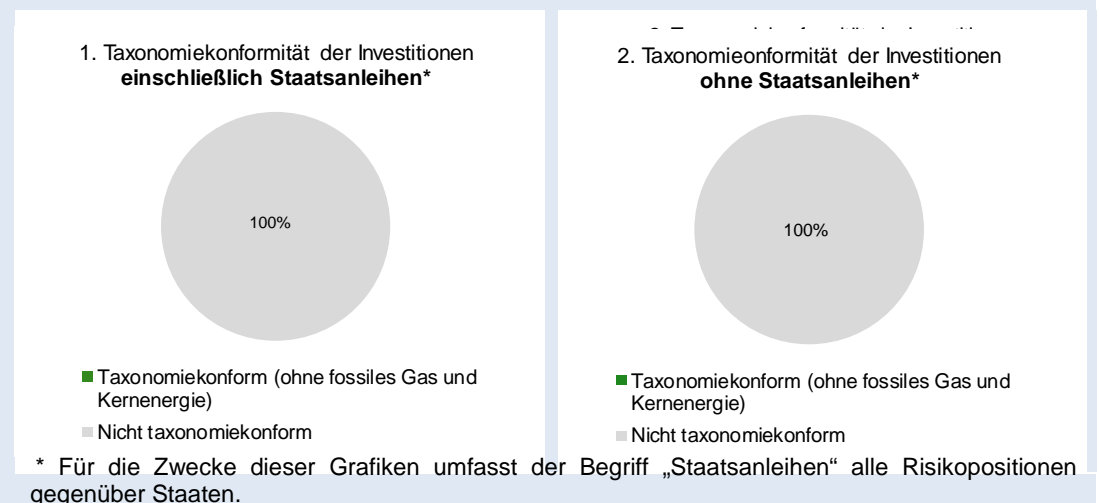 1. Taxonomiekonformität der Investitionen
einschließlich Staatsanleihen*
100%
Taxonomiekonform (ohne fossiles Gas und
Kernenergie)
Nicht taxonomiekonform
2. Taxonomieonformität der Investitionen
ohne Staatsanleihen*
100%
Taxonomiekonform (ohne fossiles Gas und
Kernenergie)
Nicht taxonomiekonform
* Für die Zwecke dieser Grafiken umfasst der Begriff „Staatsanleihen“ alle Risikopositionen
gegenüber Staaten.